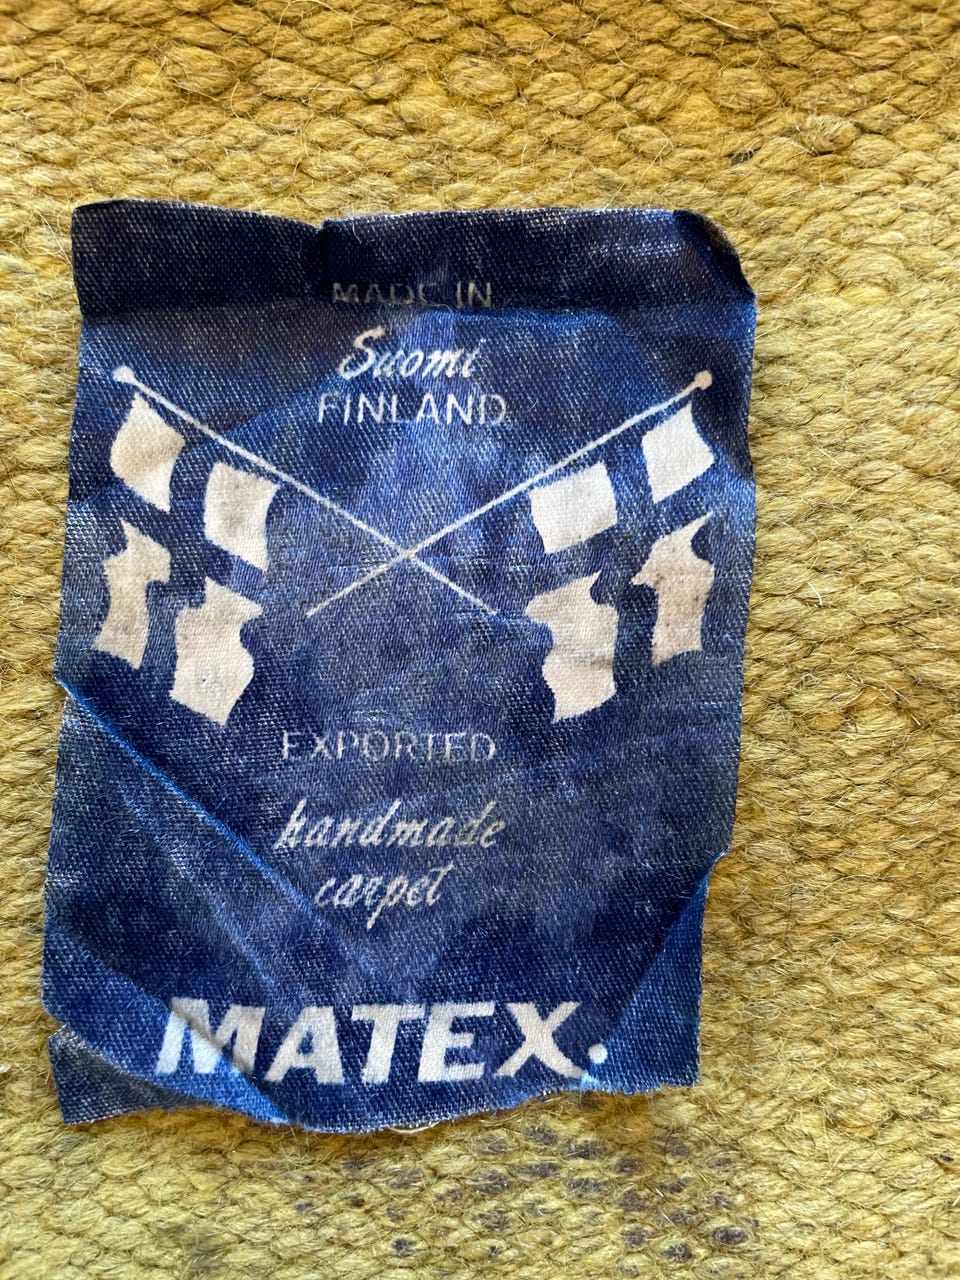 MADE IN
Suomi
FINLAND
EXPORTED
handmade
carpet
MATEX.